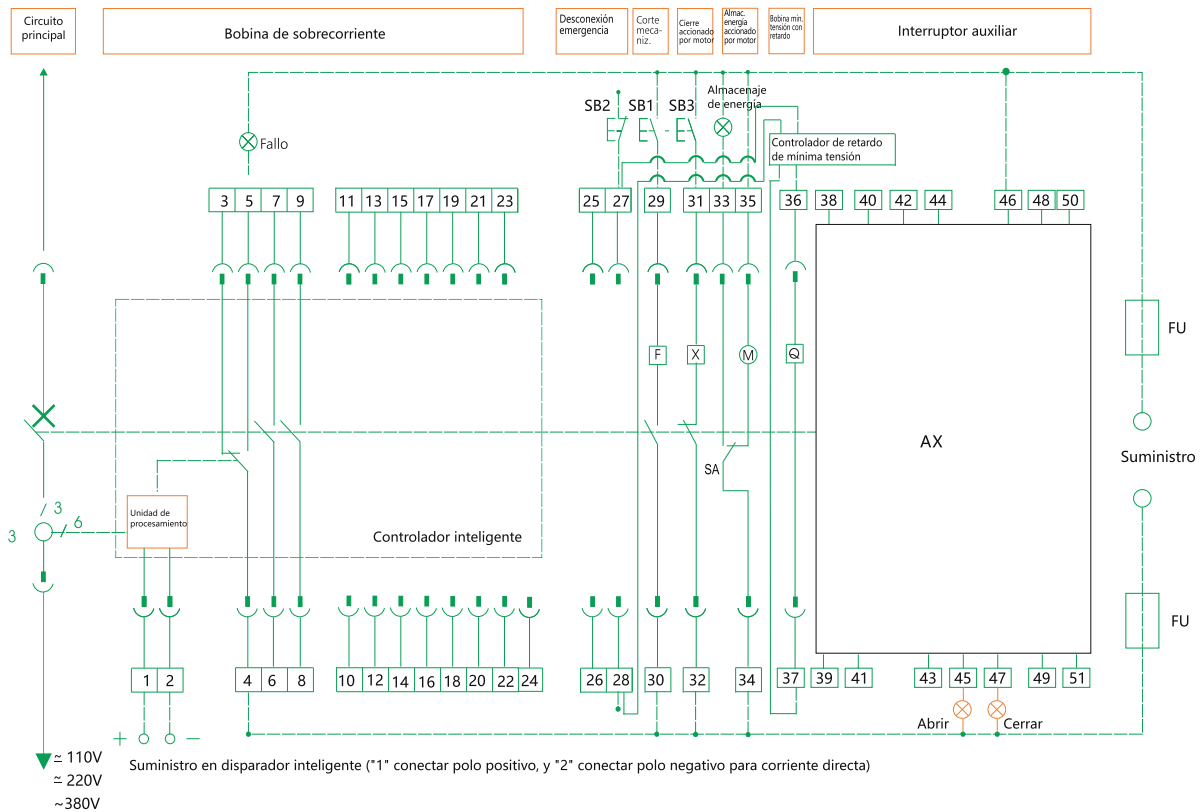 Circuito
principal
Bobina de sobrecorriente
Desconexión
emergencia
Corte
meca-
niz.
Cierre
accionado
por motor
Almac.
energía
accionado
por motor
Bobina min.
tensión con
retardo
Interruptor auxiliar
Almacenaje
de energía
SB2
SB1
SB3
Fallo
Controlador de retardo
de mínima tensión
3 5 7 9
11 13 15 17 19 21 23
25 27
29
31 33 35
36
38
40
42
44
46
48
50
FU
F
X
M
Q
AX
Suministro
SA
3
6
3
Unidad de
procesamiento
Controlador inteligente
FU
1 2
4 6 8
10 12 14 16 18 20 22 24
26 28
30
32
34
37
39
41
43
45
47
49
51
Abrir
Cerrar
+
−
≃ 110V
≃ 220V
~380V
Suministro en disparador inteligente ("1" conectar polo positivo, y "2" conectar polo negativo para corriente directa)